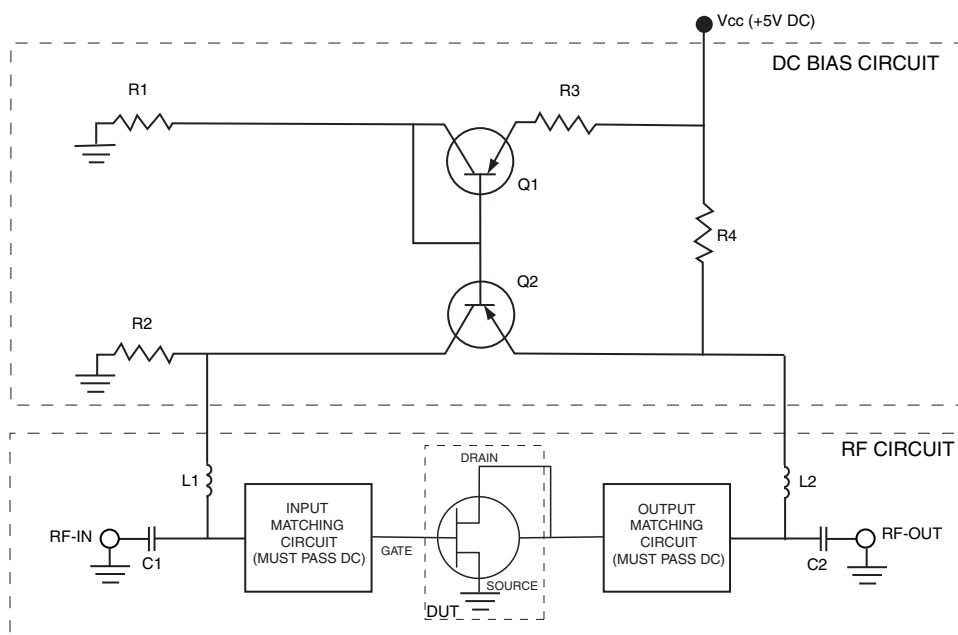 Vcc (+5V DC)
DC BIAS CIRCUIT
R1
R3
Q1
R4
Q2
R2
RF CIRCUIT
DRAIN
L1
L2
INPUT
MATCHING
CIRCUIT
(MUST PASS DC)
OUTPUT
MATCHING
CIRCUIT
(MUST PASS DC)
RF-IN
RF-OUT
C1
GATE
C2
SOURCE
DUT